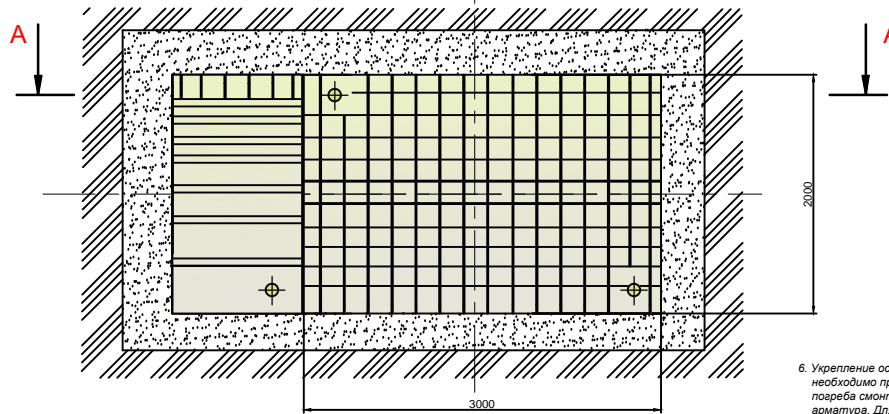 A
A
2000
3000
6. Укрепление ос
необходимо пр
погреба смонт
арматура. Дл